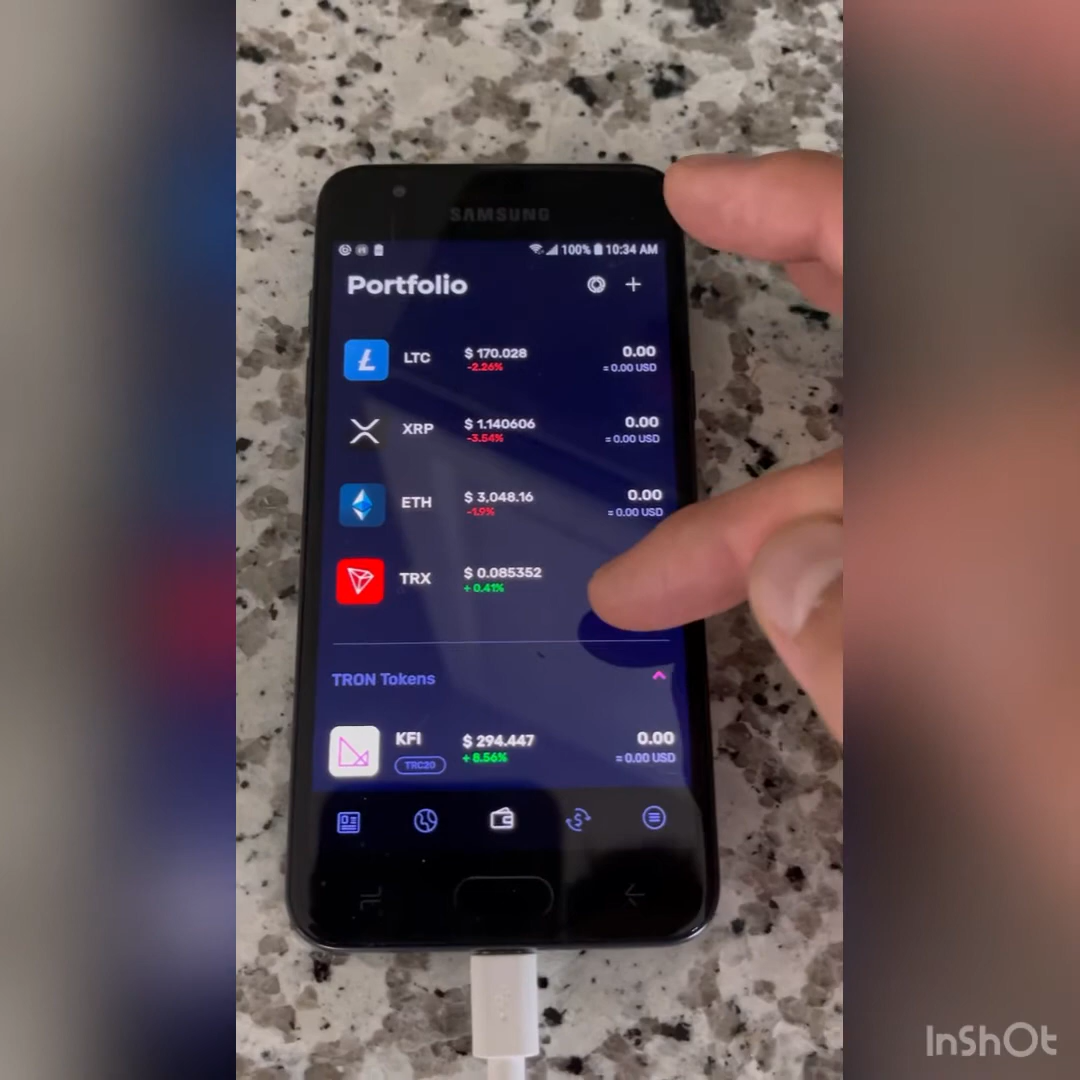 SAMSUNG
100% 10:34 AM
Portfolio
LTC $ 170.028 0.00
-2.26% = 0.00 USD
XRP $ 1.140606 0.00
-3.54% = 0.00 USD
ETH $ 3,048.16 0.00
-1.9% = 0.00 USD
TRX $ 0.085352
+ 0.41%
TRON Tokens
KFI $ 294.447 0.00
TRC20 + 8.56% = 0.00 USD
InShOt